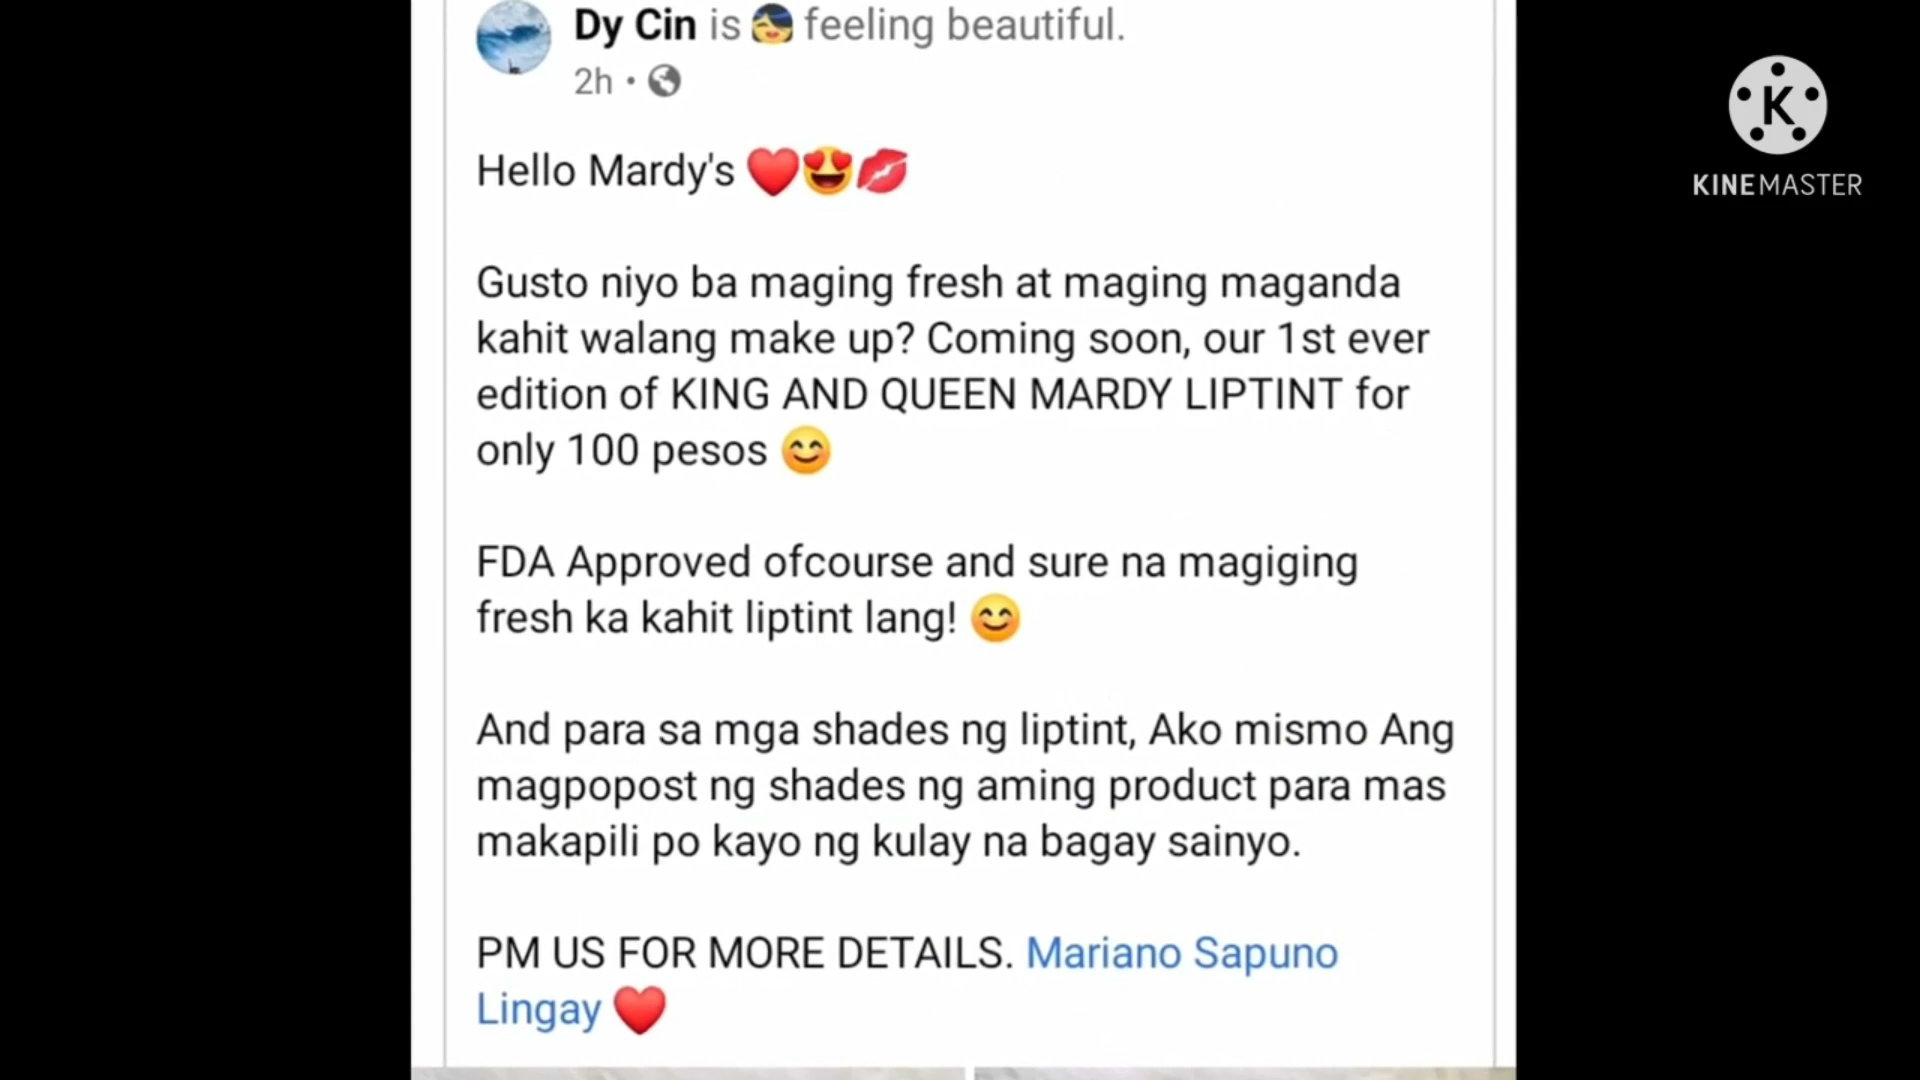 Dy Cin is feeling beautiful.
2h •
Hello Mardy's ❤️😍💋
Gusto niyo ba maging fresh at maging maganda
kahit walang make up? Coming soon, our 1st ever
edition of KING AND QUEEN MARDY LIPTINT for
only 100 pesos 😊
FDA Approved ofcourse and sure na magiging
fresh ka kahit liptint lang! 😊
And para sa mga shades ng liptint, Ako mismo Ang
magpopost ng shades ng aming product para mas
makapili po kayo ng kulay na bagay sainyo.
PM US FOR MORE DETAILS. Mariano Sapuno
Lingay ❤️
K
KINEMASTER